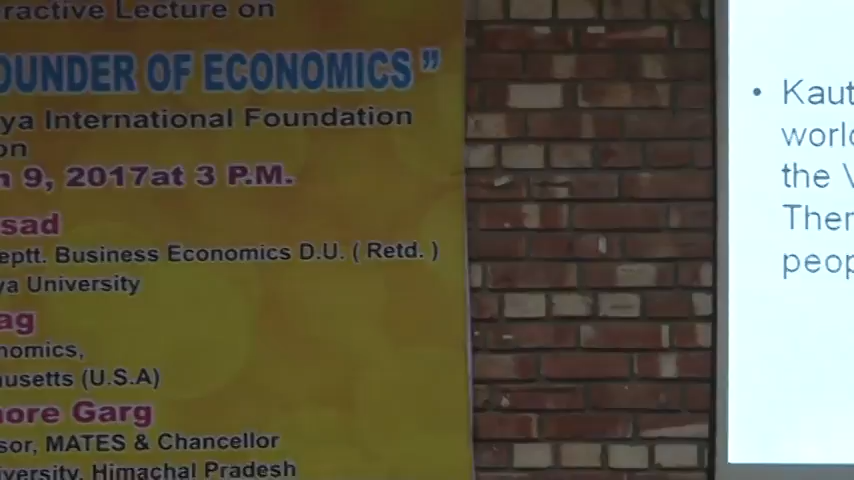 ractive Lecture on
OUNDER OF ECONOMICS"
ya International Foundation
on
h 9, 2017at 3 P.M.
sad
eptt. Business Economics D.U. ( Retd. )
ya University
ag
nomics,
husetts (U.S.A)
hore Garg
sor, MATES & Chancellor
iversity, Himachal Pradesh
• Kaut
world
the V
Ther
peop